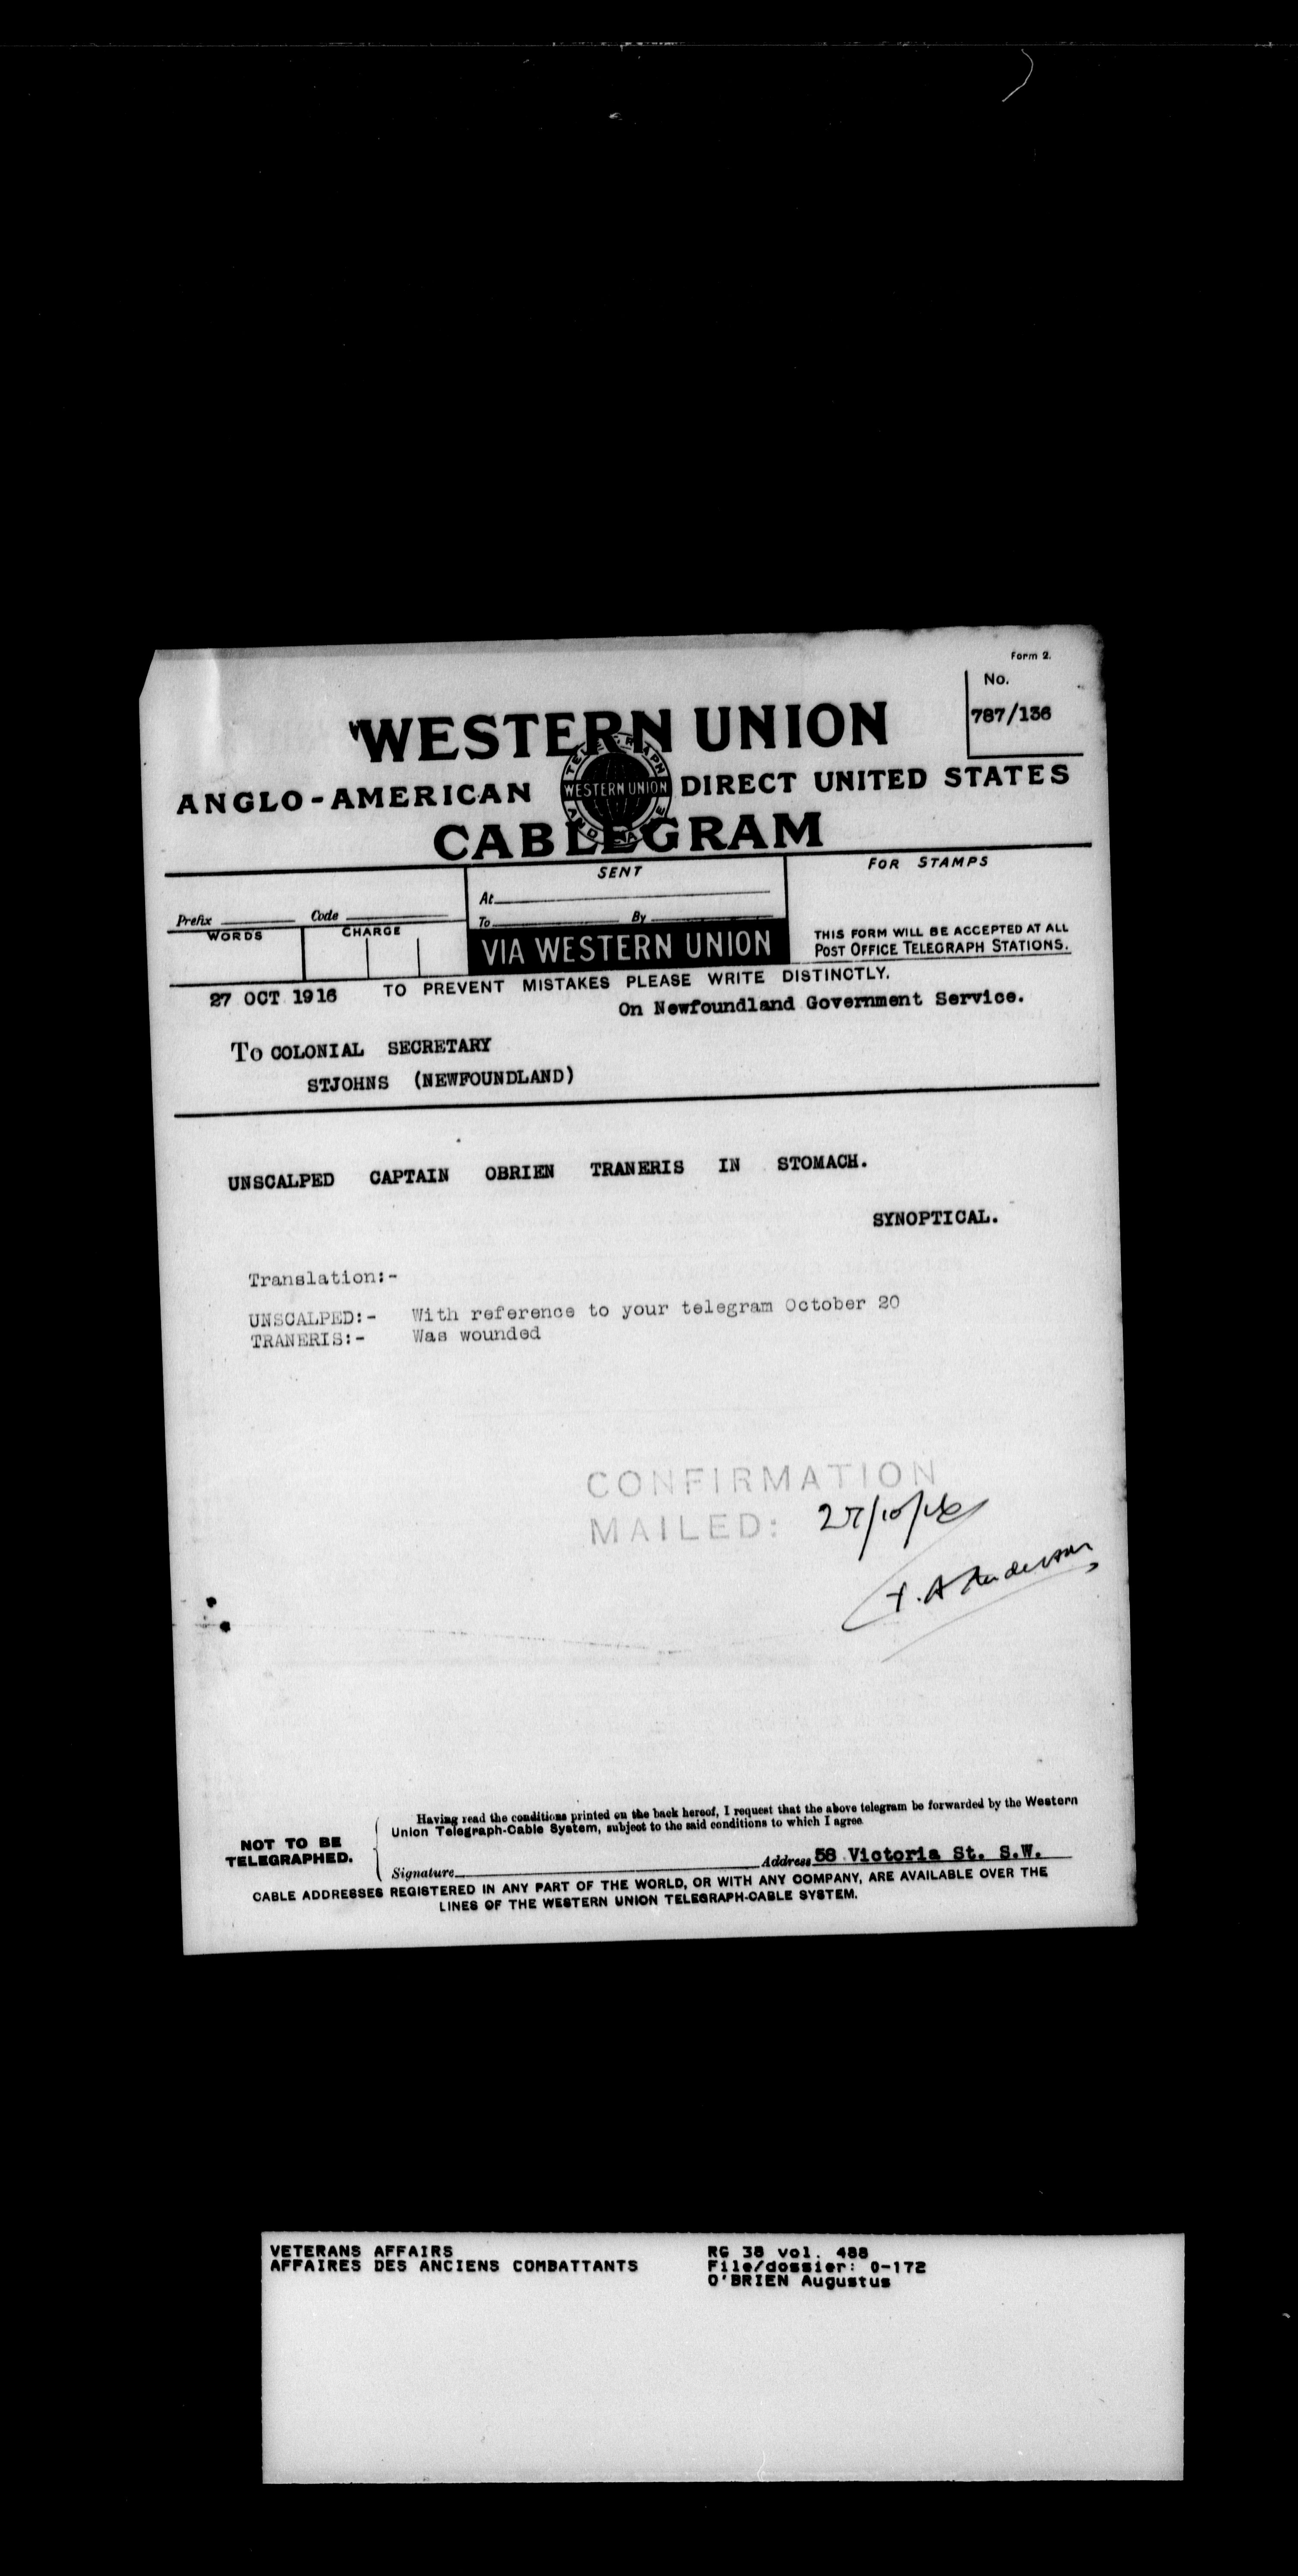 Form 2.
No.
787/136
WESTERN UNION
TELEGRAPH AND CABLE
WESTERN UNION
ANGLO-AMERICAN DIRECT UNITED STATES
CABLEGRAM
SENT
FOR STAMPS
At
Prefix Code
To By
WORDS CHARGE
VIA WESTERN UNION
THIS FORM WILL BE ACCEPTED AT ALL
POST OFFICE TELEGRAPH STATIONS.
27 OCT 1916
TO PREVENT MISTAKES PLEASE WRITE DISTINCTLY.
On Newfoundland Government Service.
To COLONIAL SECRETARY
STJOHNS (NEWFOUNDLAND)
UNSCALPED CAPTAIN OBRIEN TRANERIS IN STOMACH.
SYNOPTICAL.
Translation:-
UNSCALPED:- With reference to your telegram October 20
TRANERIS:- Was wounded
CONFIRMATION
MAILED: 27/10/16
A Anderson
Having read the conditions printed on the back hereof, I request that the above telegram be forwarded by the Western
Union Telegraph-Cable System, subject to the said conditions to which I agree
NOT TO BE
TELEGRAPHED.
Signature Address 58 Victoria St. S.W.
CABLE ADDRESSES REGISTERED IN ANY PART OF THE WORLD, OR WITH ANY COMPANY, ARE AVAILABLE OVER THE
LINES OF THE WESTERN UNION TELEGRAPH-CABLE SYSTEM.
VETERANS AFFAIRS
AFFAIRES DES ANCIENS COMBATTANTS
RG 38 vol. 488
File/dossier: O-172
O'BRIEN Augustus